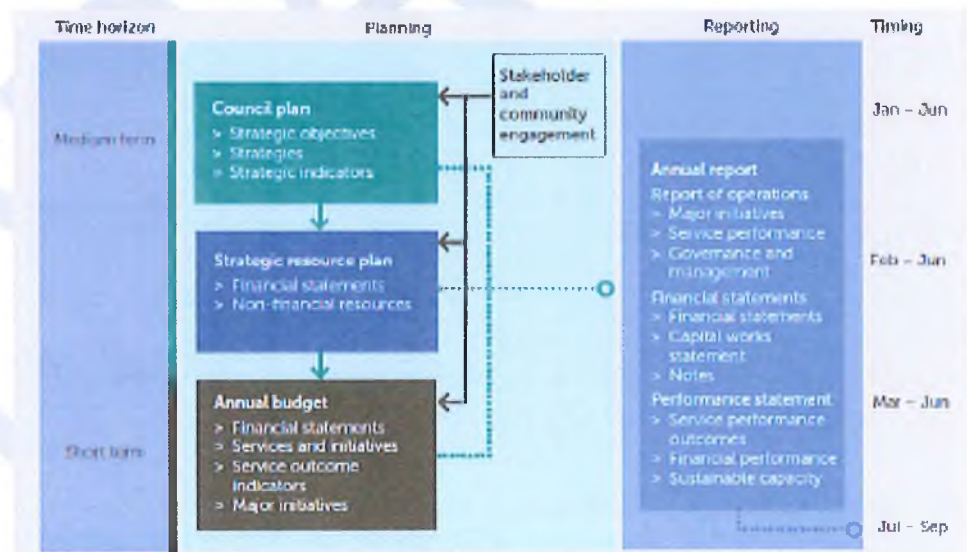 Time horizon
Planning
Reporting
Timing
Medium term
Short term
Stakeholder
and
community
engagement
Council plan
> Strategic objectives
> Strategies
> Strategic indicators
Strategic resource plan
> Financial statements
> Non-financial resources
Annual budget
> Financial statements
> Services and initiatives
> Service outcome
indicators
> Major initiatives
Annual report
Report of operations
> Major initiatives
> Service performance
> Governance and
management
Financial statements
> Financial statements
> Capital works
statement
> Notes
Performance statement
> Service performance
outcomes
> Financial performance
> Sustainable capacity
Jan – Jun
Feb – Jun
Mar – Jun
Jul – Sep